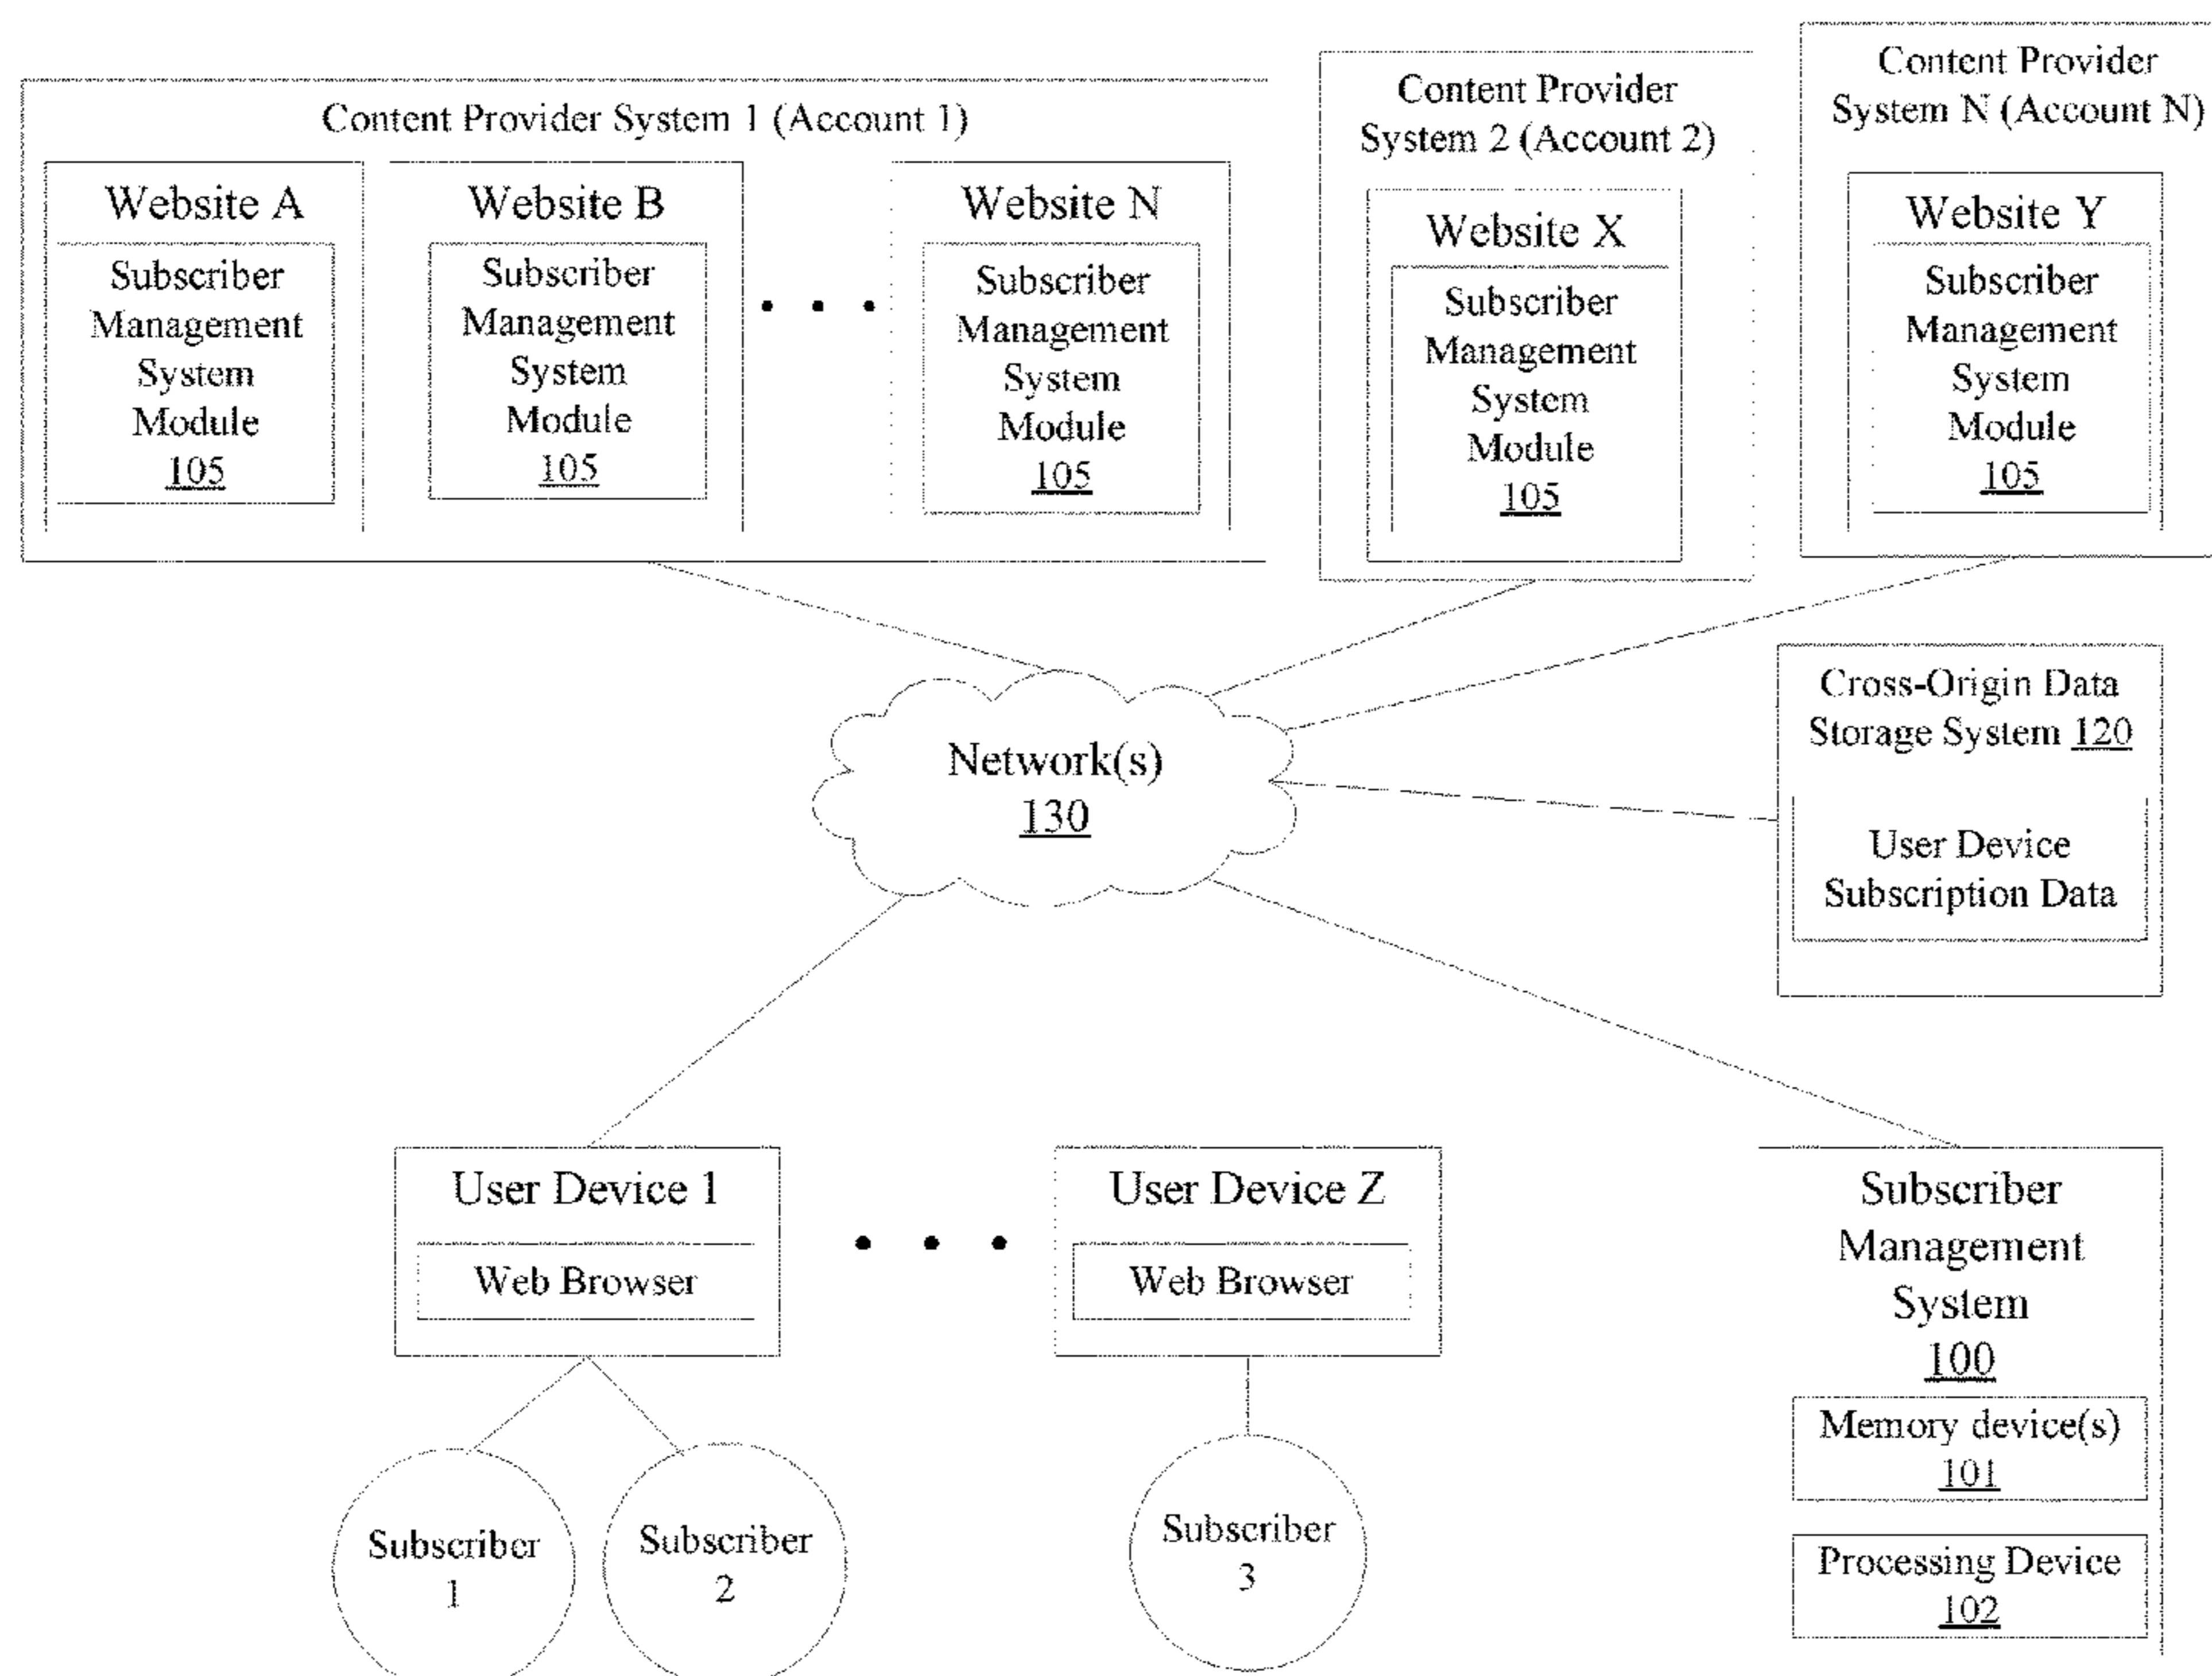 Content Provider System 1 (Account 1)
Website A
Subscriber
Management
System
Module
105
Website B
Subscriber
Management
System
Module
105
Website N
Subscriber
Management
System
Module
105
Content Provider
System 2 (Account 2)
Website X
Subscriber
Management
System
Module
105
Content Provider
System N (Account N)
Website Y
Subscriber
Management
System
Module
105
Network(s)
130
Cross-Origin Data
Storage System 120
User Device
Subscription Data
User Device 1
Web Browser
User Device Z
Web Browser
Subscriber
1
Subscriber
2
Subscriber
3
Subscriber
Management
System
100
Memory device(s)
101
Processing Device
102